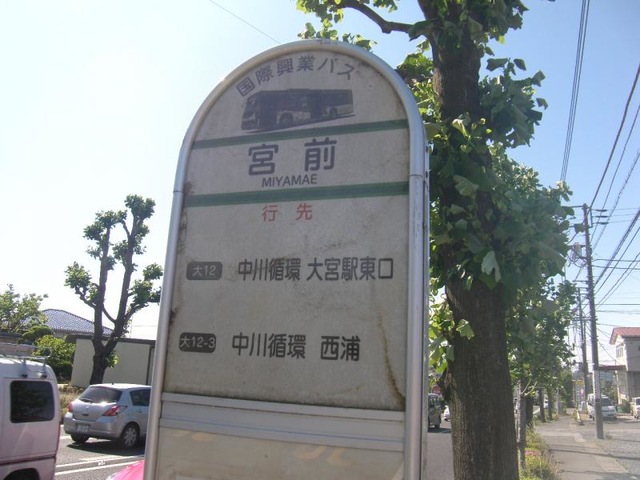 国際興業バス
宮前
MIYAMAE
行先
大12 中川循環 大宮駅東口
大12-3 中川循環 西浦